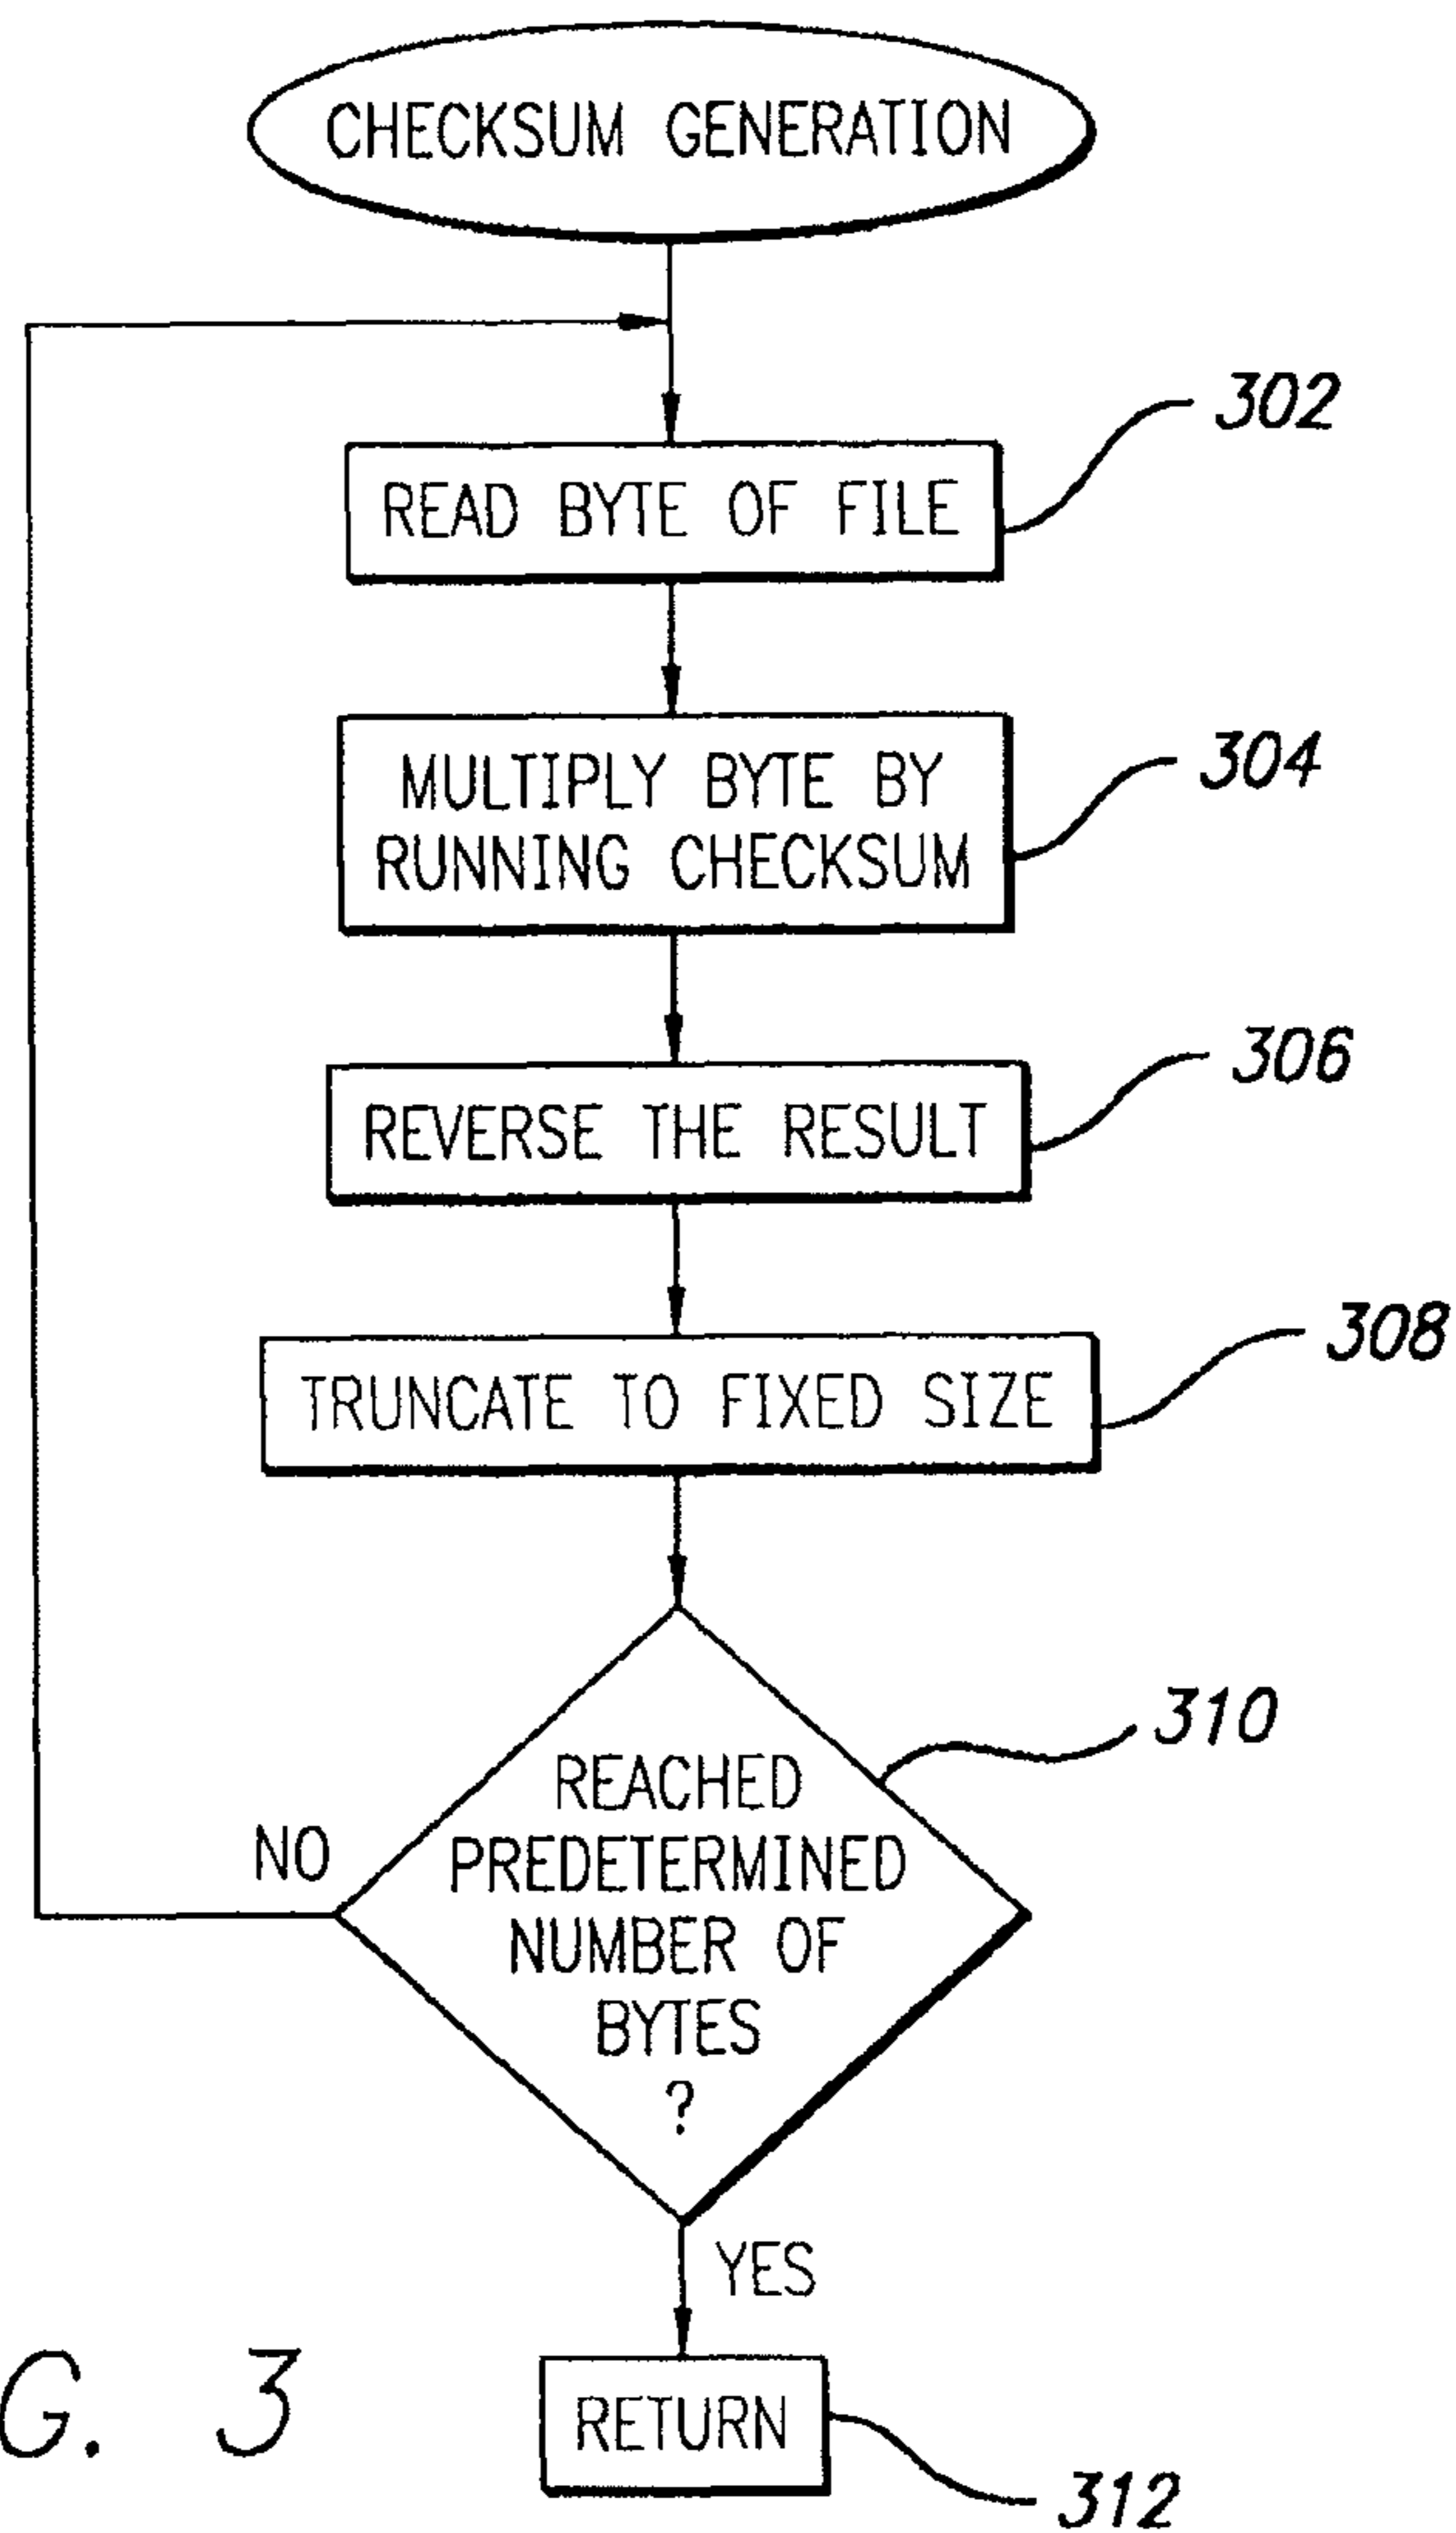 CHECKSUM GENERATION
302
READ BYTE OF FILE
304
MULTIPLY BYTE BY
RUNNING CHECKSUM
306
REVERSE THE RESULT
308
TRUNCATE TO FIXED SIZE
310
REACHED
PREDETERMINED
NUMBER OF
BYTES
?
NO
YES
G. 3
RETURN
312